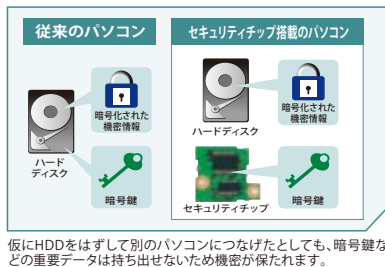 従来のパソコン
暗号化された
機密情報
ハード
ディスク
暗号鍵
セキュリティチップ搭載のパソコン
暗号化された
機密情報
ハードディスク
暗号鍵
セキュリティチップ
仮にHDDをはずして別のパソコンにつなげたとしても、暗号鍵な
どの重要データは持ち出せないため機密が保たれます。